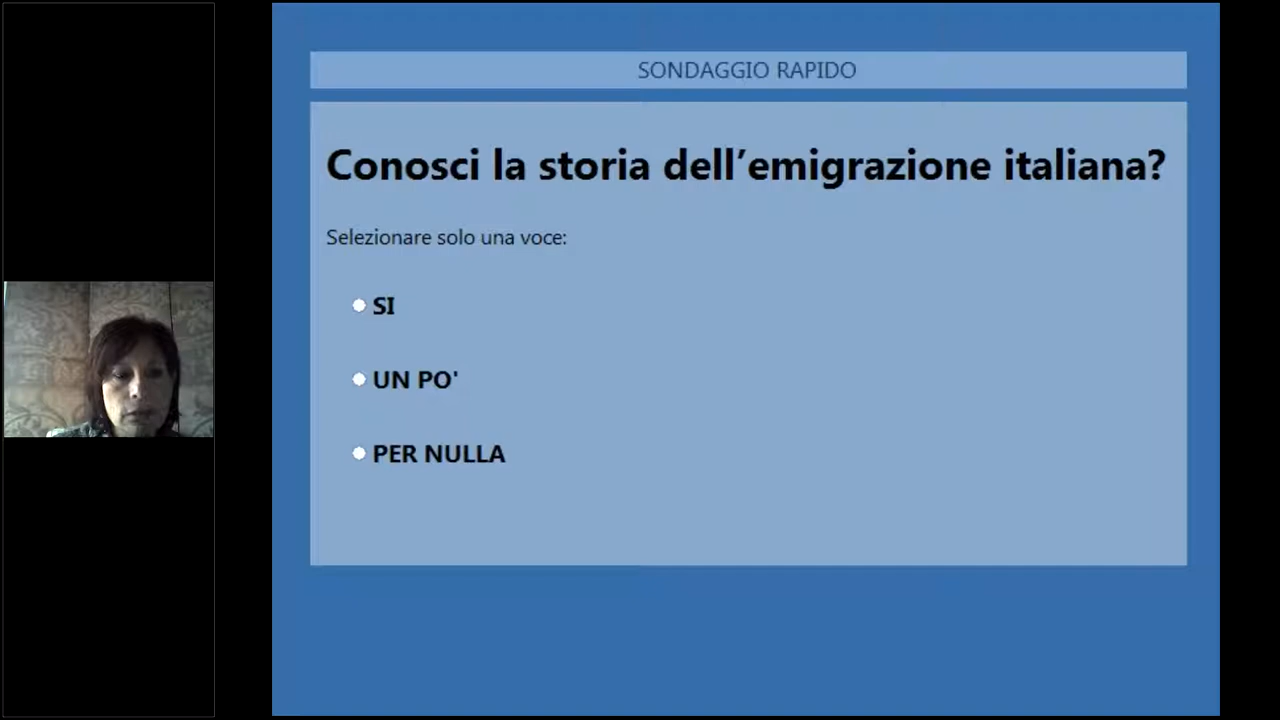 SONDAGGIO RAPIDO
Conosci la storia dell’emigrazione italiana?
Selezionare solo una voce:
SI
UN PO'
PER NULLA